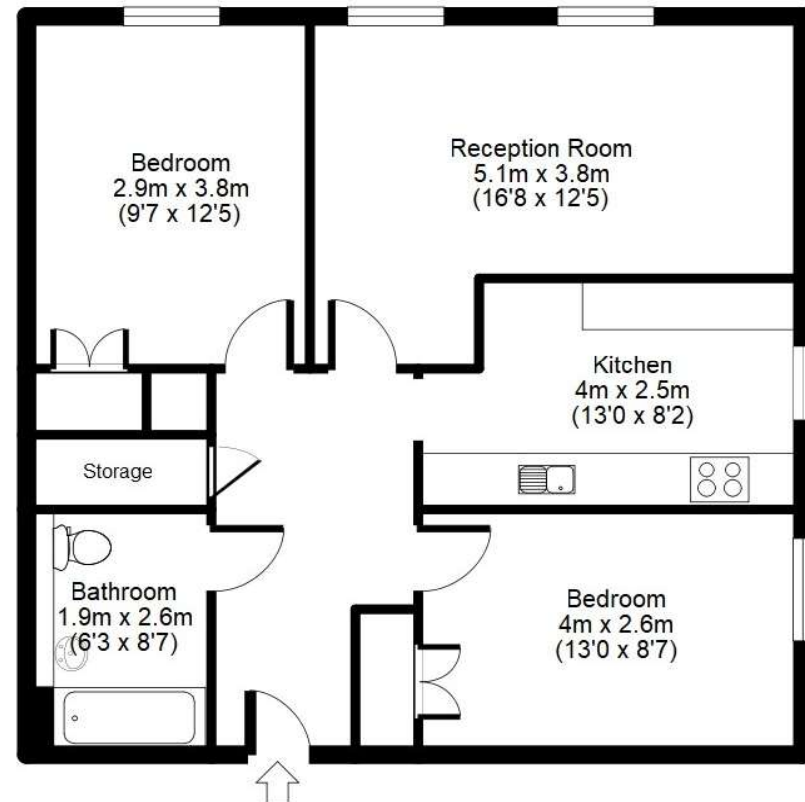 Bedroom
2.9m x 3.8m
(9'7 x 12'5)
Reception Room
5.1m x 3.8m
(16'8 x 12'5)
Kitchen
4m x 2.5m
(13'0 x 8'2)
Storage
Bathroom
1.9m x 2.6m
(6'3 x 8'7)
Bedroom
4m x 2.6m
(13'0 x 8'7)